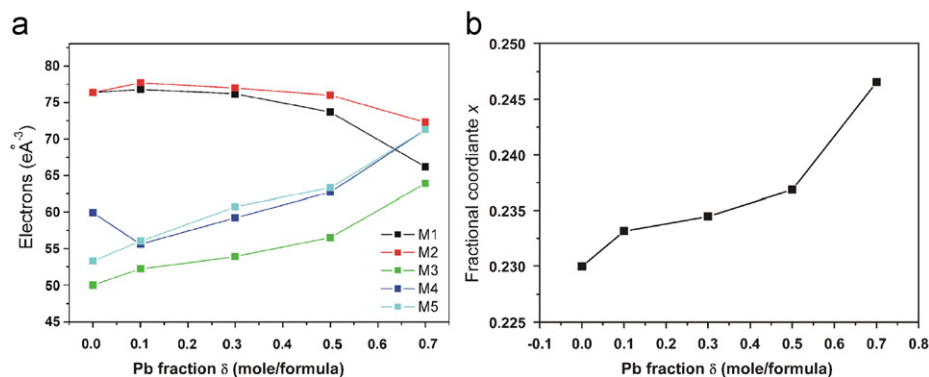 a
80
75
70
65
60
55
50
45
Electrons (eÅ⁻³)
0.0 0.1 0.2 0.3 0.4 0.5 0.6 0.7
Pb fraction δ (mole/formula)
M1
M2
M3
M4
M5
b
0.250
0.245
0.240
0.235
0.230
0.225
Fractional coordiante x
-0.1 0.0 0.1 0.2 0.3 0.4 0.5 0.6 0.7 0.8
Pb fraction δ (mole/formula)